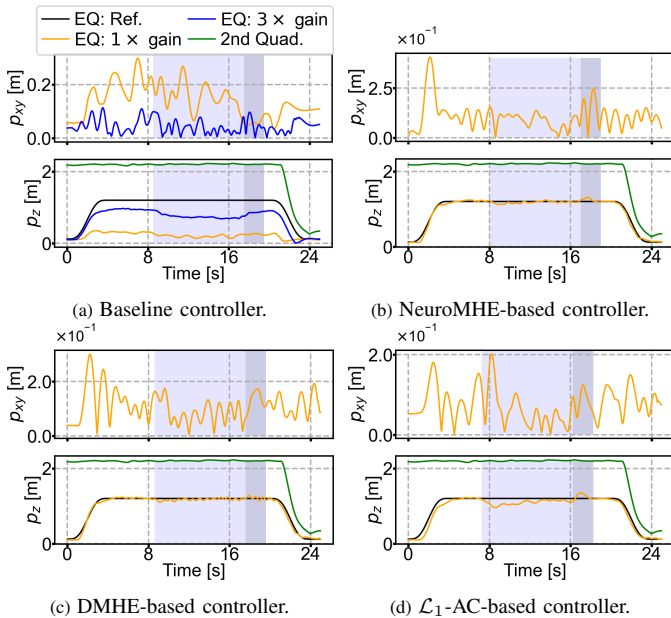 EQ: Ref. EQ: 3 × gain
EQ: 1 × gain 2nd Quad.
×10⁻¹
p_xy [m]
0.2
0.0
p_xy [m]
2.5
0.0
p_z [m]
2
0
0 8 16 24
Time [s]
p_z [m]
2
0
0 8 16 24
Time [s]
(a) Baseline controller.
(b) NeuroMHE-based controller.
×10⁻¹
p_xy [m]
2.0
0.0
×10⁻¹
p_xy [m]
2.0
0.0
p_z [m]
2
0
0 8 16 24
Time [s]
p_z [m]
2
0
0 8 16 24
Time [s]
(c) DMHE-based controller.
(d) ℒ₁-AC-based controller.